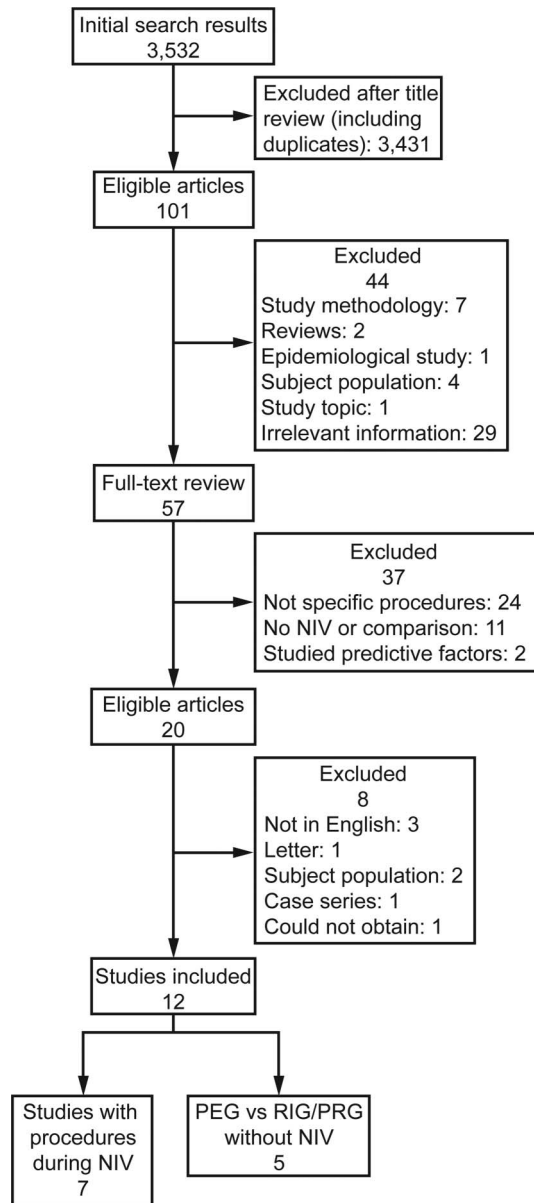 Initial search results
3,532
Excluded after title
review (including
duplicates): 3,431
Eligible articles
101
Excluded
44
Study methodology: 7
Reviews: 2
Epidemiological study: 1
Subject population: 4
Study topic: 1
Irrelevant information: 29
Full-text review
57
Excluded
37
Not specific procedures: 24
No NIV or comparison: 11
Studied predictive factors: 2
Eligible articles
20
Excluded
8
Not in English: 3
Letter: 1
Subject population: 2
Case series: 1
Could not obtain: 1
Studies included
12
Studies with
procedures
during NIV
7
PEG vs RIG/PRG
without NIV
5